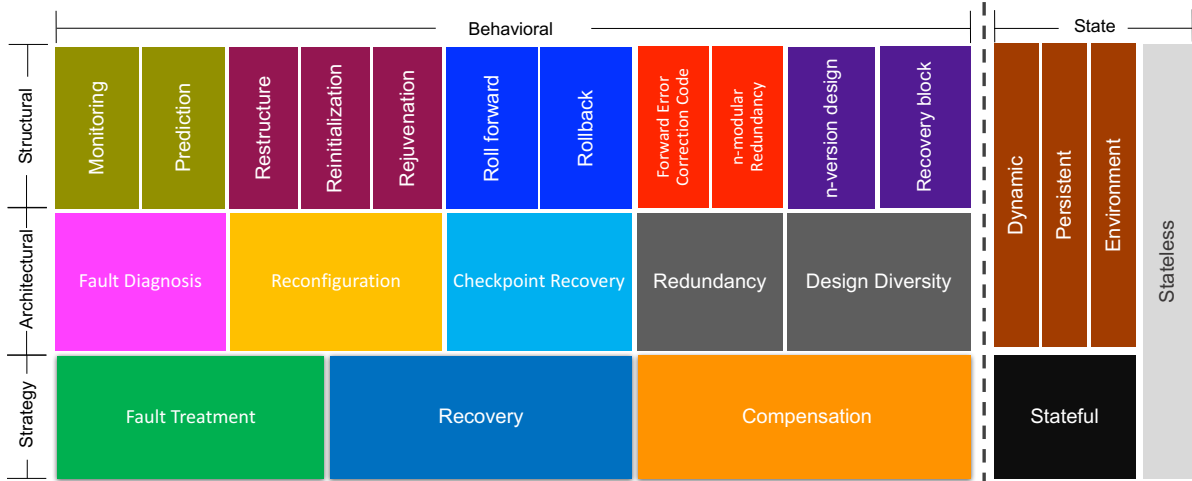 Behavioral
State
Structural
Monitoring
Prediction
Restructure
Reinitialization
Rejuvenation
Roll forward
Rollback
Forward Error
Correction Code
n-modular
Redundancy
n-version design
Recovery block
Dynamic
Persistent
Environment
Stateless
Architectural
Fault Diagnosis
Reconfiguration
Checkpoint Recovery
Redundancy
Design Diversity
Strategy
Fault Treatment
Recovery
Compensation
Stateful